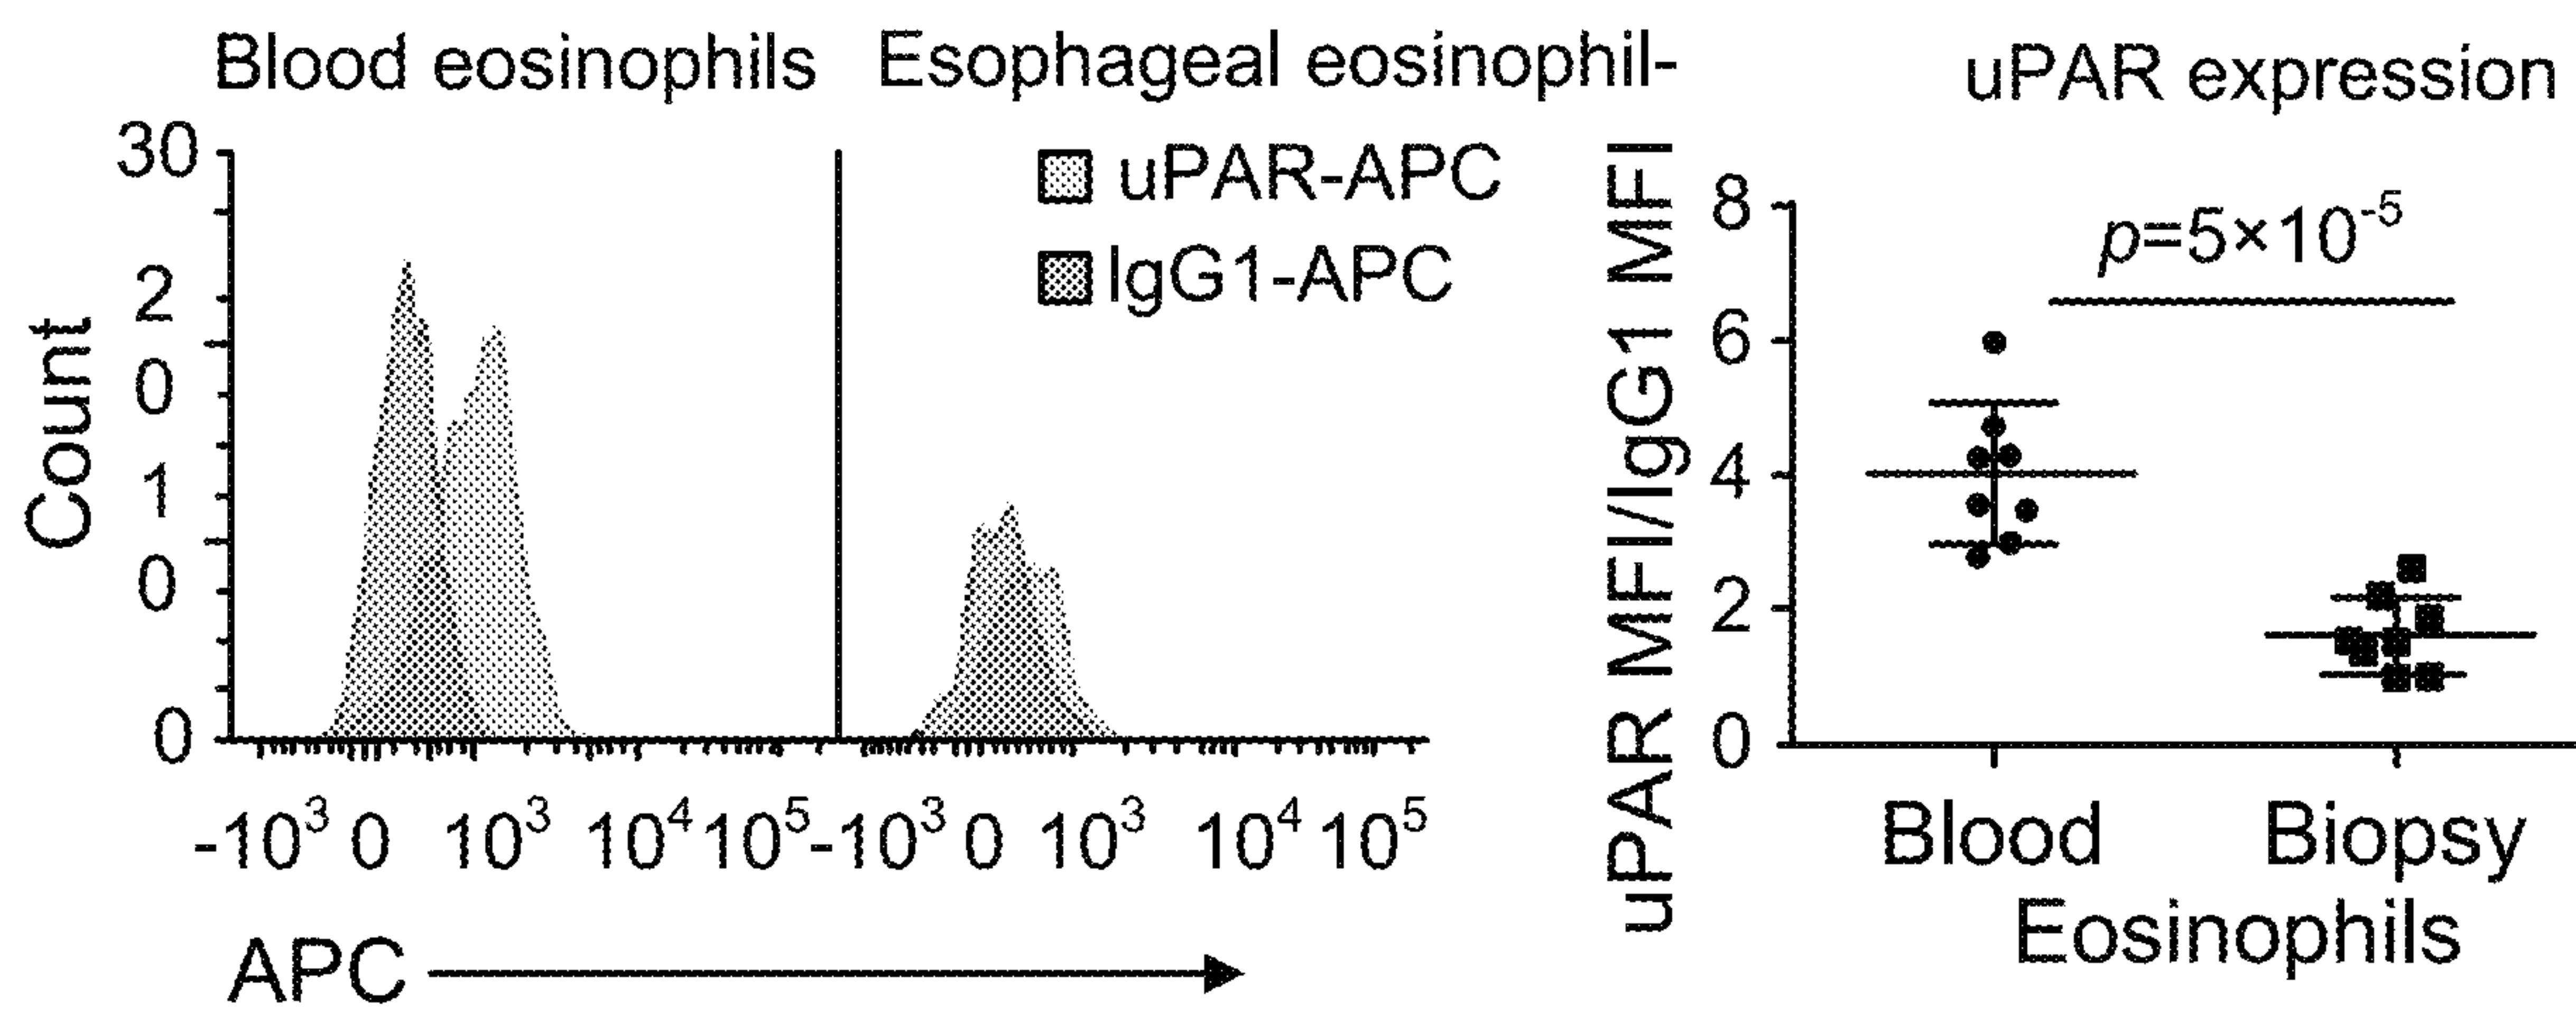 Blood eosinophils
Esophageal eosinophil-
uPAR-APC
IgG1-APC
Count
30
2
0
1
0
0
-10³ 0 10³ 10⁴ 10⁵
-10³ 0 10³ 10⁴ 10⁵
APC
uPAR expression
uPAR MFI/IgG1 MFI
8
6
4
2
0
p=5×10⁻⁵
Blood
Biopsy
Eosinophils